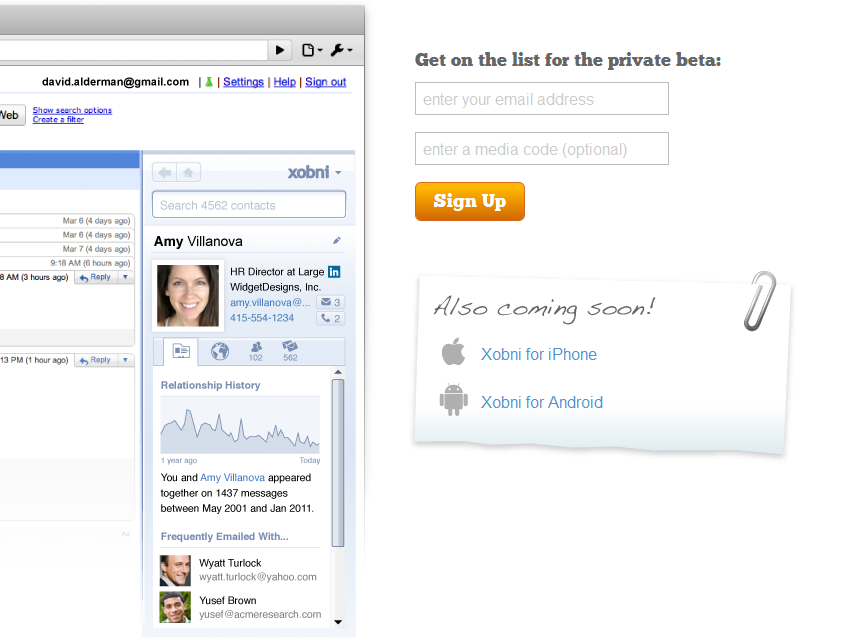 david.alderman@gmail.com | | Settings | Help | Sign out
Web
Show search options
Create a filter
xobni
Search 4562 contacts
Mar 6 (4 days ago)
Mar 6 (4 days ago)
Mar 7 (4 days ago)
9:18 AM (6 hours ago)
8 AM (3 hours ago) Reply
13 PM (1 hour ago) Reply
Amy Villanova
HR Director at Large in
WidgetDesigns, Inc.
amy.villanova@... 3
415-554-1234 2
102 562
Relationship History
1 year ago Today
You and Amy Villanova appeared
together on 1437 messages
between May 2001 and Jan 2011.
Frequently Emailed With...
Wyatt Turlock
wyatt.turlock@yahoo.com
Yusef Brown
yusef@acmeresearch.com
Ad
Get on the list for the private beta:
enter your email address
enter a media code (optional)
Sign Up
Also coming soon!
Xobni for iPhone
Xobni for Android